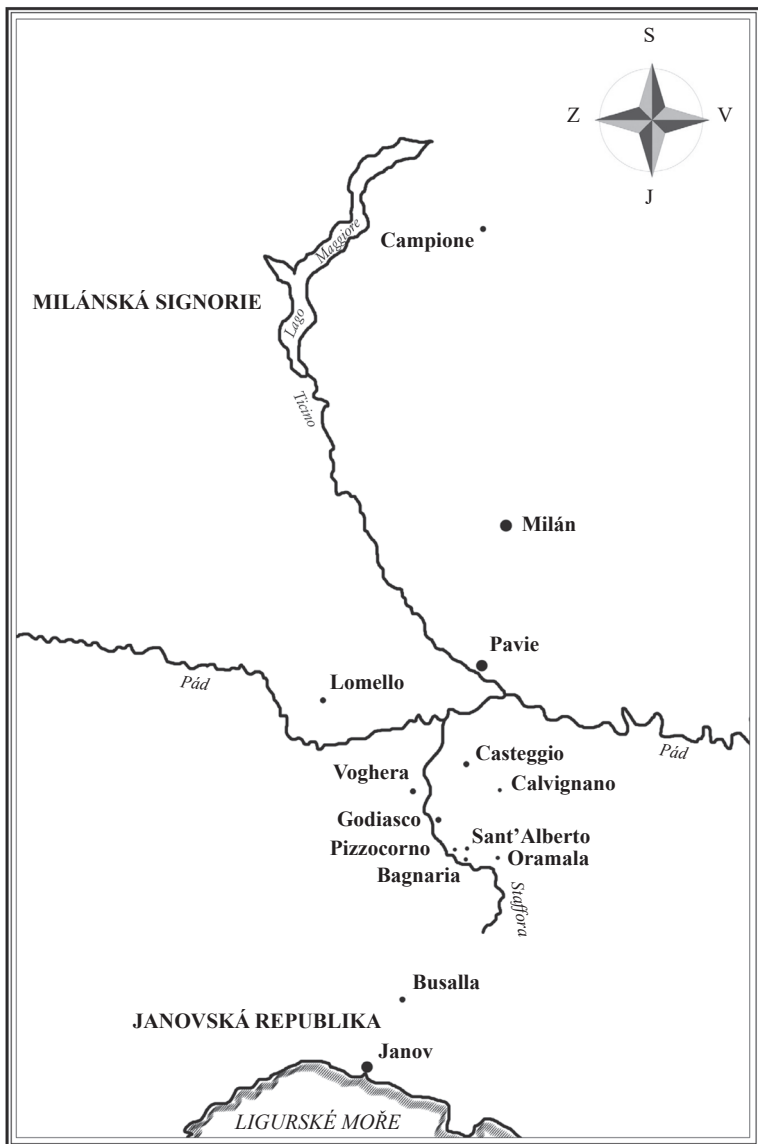 S
Z
V
J
Maggiore
Campione
MILÁNSKÁ SIGNORIE
Lago
Ticino
Milán
Pavie
Pád
Lomello
Pád
Casteggio
Voghera
Calvignano
Godiasco
Sant’Alberto
Pizzocorno
Oramala
Bagnaria
Staffora
Busalla
JANOVSKÁ REPUBLIKA
Janov
LIGURSKÉ MOŘE